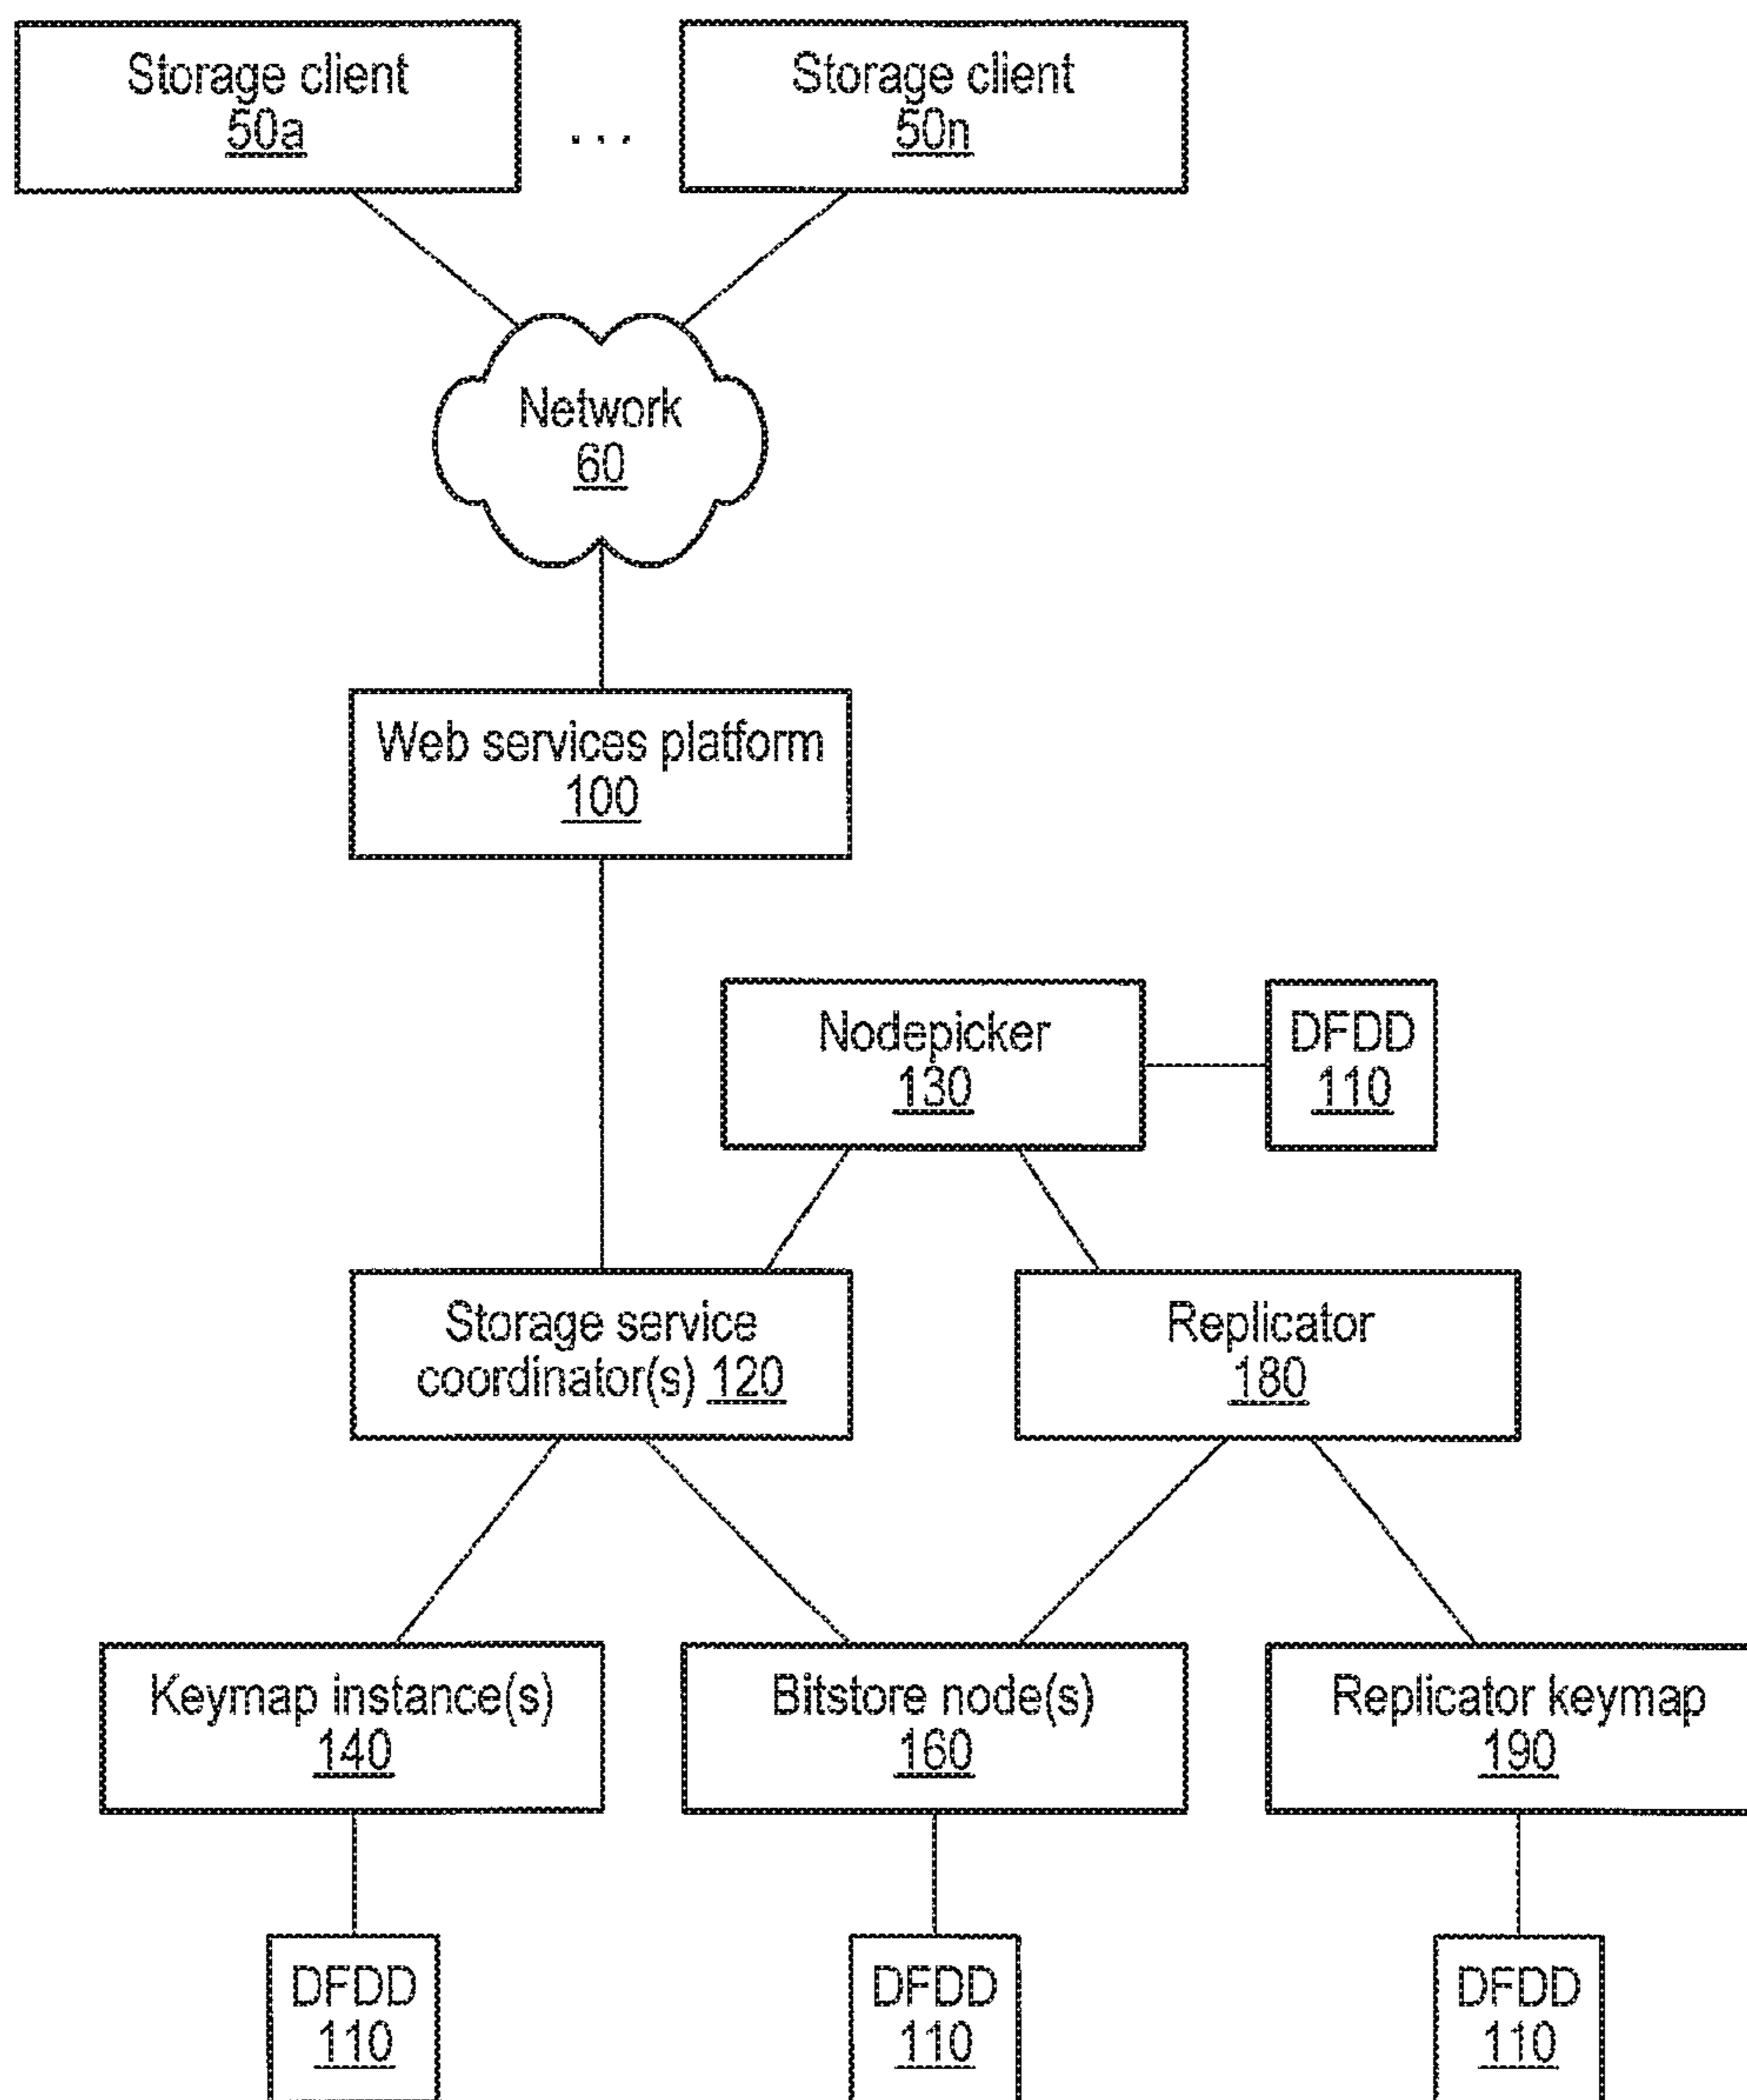 Storage client
50a
...
Storage client
50n
Network
60
Web services platform
100
Nodepicker
130
DFDD
110
Storage service
coordinator(s) 120
Replicator
180
Keymap instance(s)
140
Bitstore node(s)
160
Replicator keymap
190
DFDD
110
DFDD
110
DFDD
110